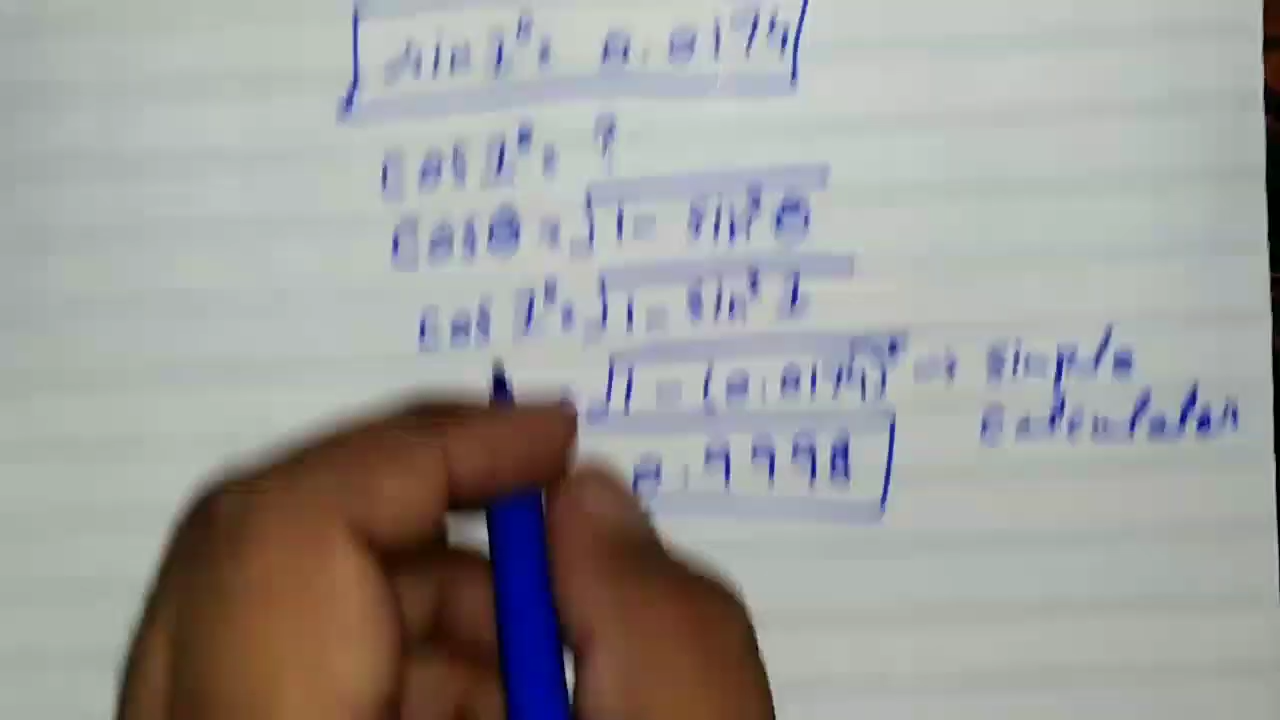 sin 1° = 0.0174
cos 1° = ?
cosθ = √1 - sin²θ
cos 1° = √1 - sin² 1
= √1 - (0.0174)² → simple
calculator
0.9998